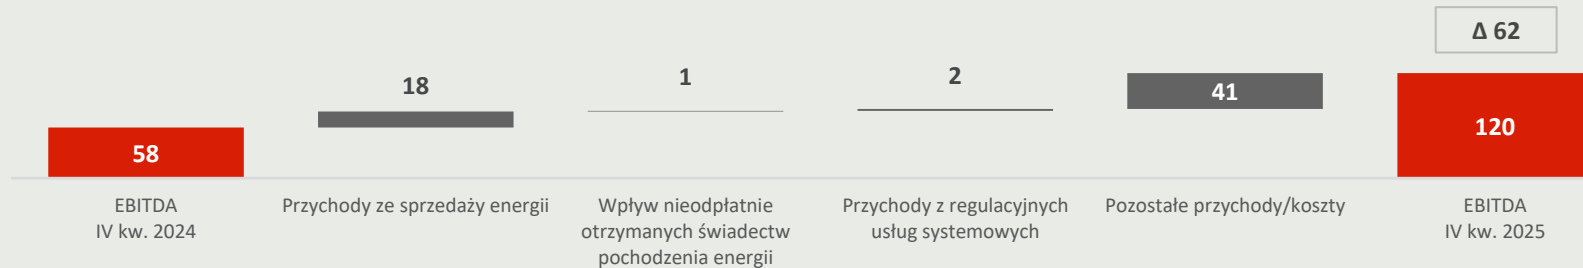 Δ 62
18
1
2
41
58
120
EBITDA
IV kw. 2024
Przychody ze sprzedaży energii
Wpływ nieodpłatnie
otrzymanych świadectw
pochodzenia energii
Przychody z regulacyjnych
usług systemowych
Pozostałe przychody/koszty
EBITDA
IV kw. 2025